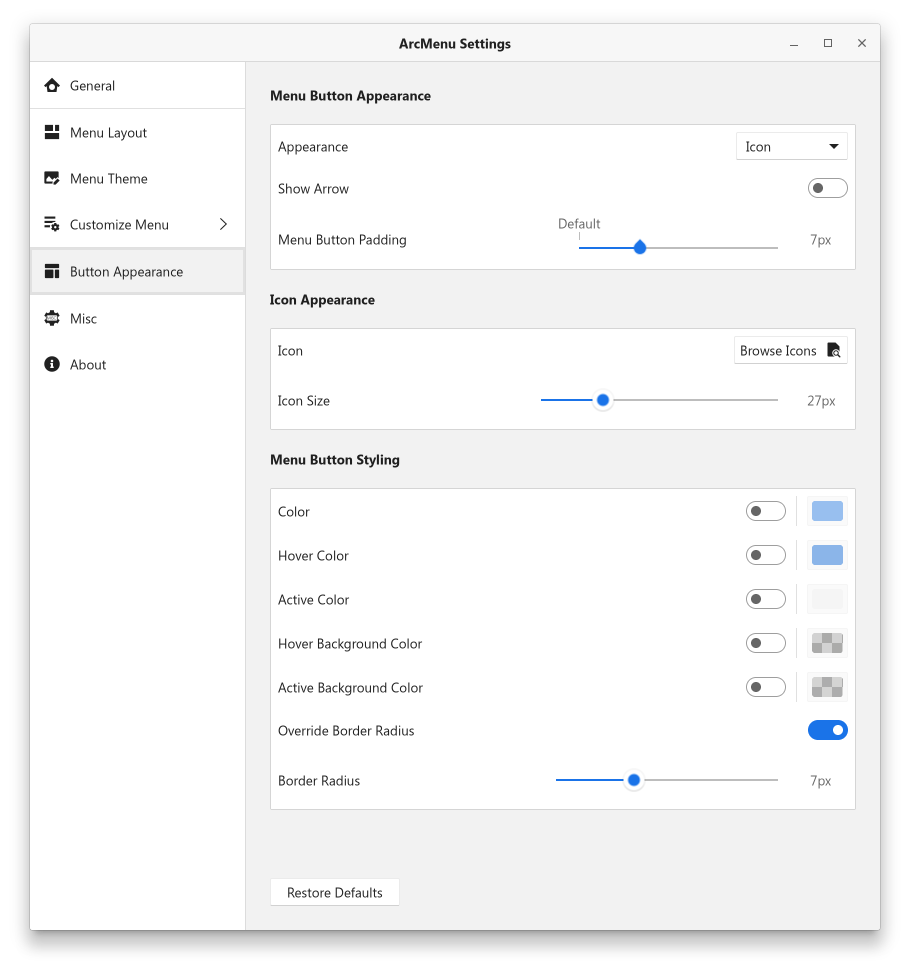 ArcMenu Settings
General
Menu Layout
Menu Theme
Customize Menu
Button Appearance
Misc
About
Menu Button Appearance
Appearance
Icon
Show Arrow
Default
Menu Button Padding
7px
Icon Appearance
Icon
Browse Icons
Icon Size
27px
Menu Button Styling
Color
Hover Color
Active Color
Hover Background Color
Active Background Color
Override Border Radius
Border Radius
7px
Restore Defaults